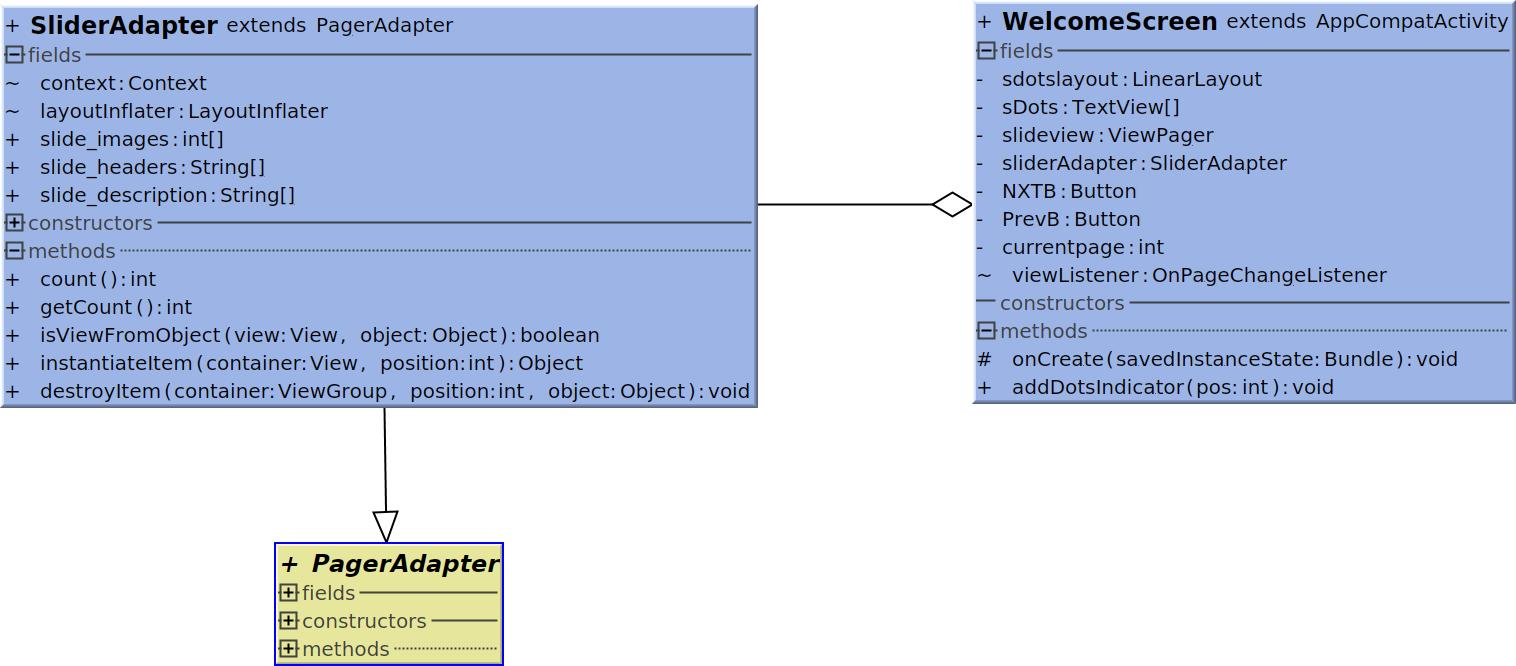 + SliderAdapter extends PagerAdapter
fields
~ context:Context
~ layoutInflater:LayoutInflater
+ slide_images:int[]
+ slide_headers:String[]
+ slide_description:String[]
constructors
methods
+ count():int
+ getCount():int
+ isViewFromObject(view:View, object:Object):boolean
+ instantiateItem(container:View, position:int):Object
+ destroyItem(container:ViewGroup, position:int, object:Object):void
+ WelcomeScreen extends AppCompatActivity
fields
- sdotslayout:LinearLayout
- sDots:TextView[]
- slideview:ViewPager
- sliderAdapter:SliderAdapter
- NXTB:Button
- PrevB:Button
- currentpage:int
~ viewListener:OnPageChangeListener
constructors
methods
# onCreate(savedInstanceState:Bundle):void
+ addDotsIndicator(pos:int):void
+ PagerAdapter
fields
constructors
methods